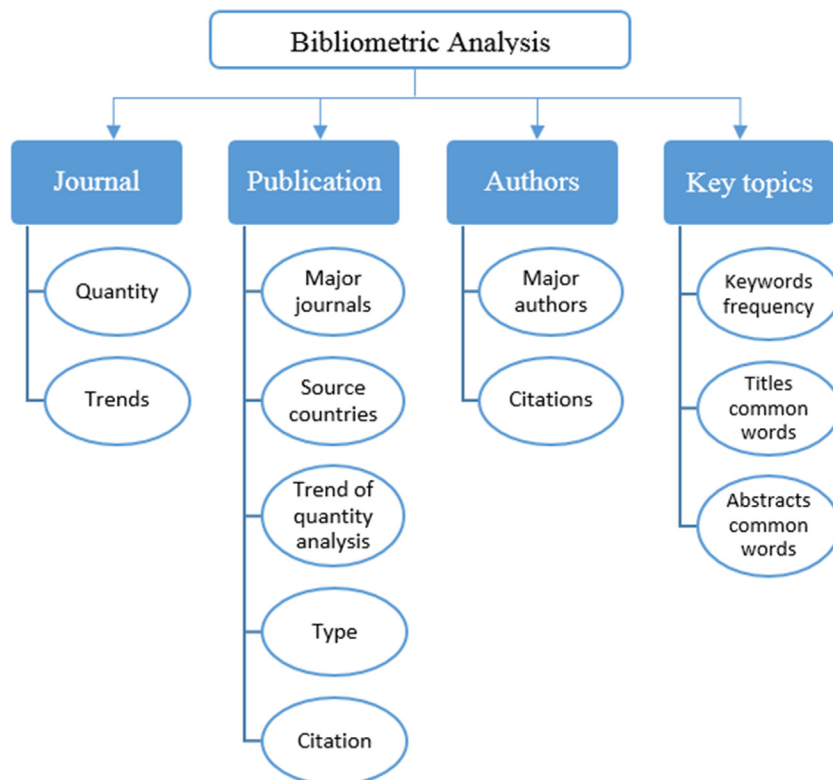 Bibliometric Analysis
Journal
Quantity
Trends
Publication
Major
journals
Source
countries
Trend of
quantity
analysis
Type
Citation
Authors
Major
authors
Citations
Key topics
Keywords
frequency
Titles
common
words
Abstracts
common
words